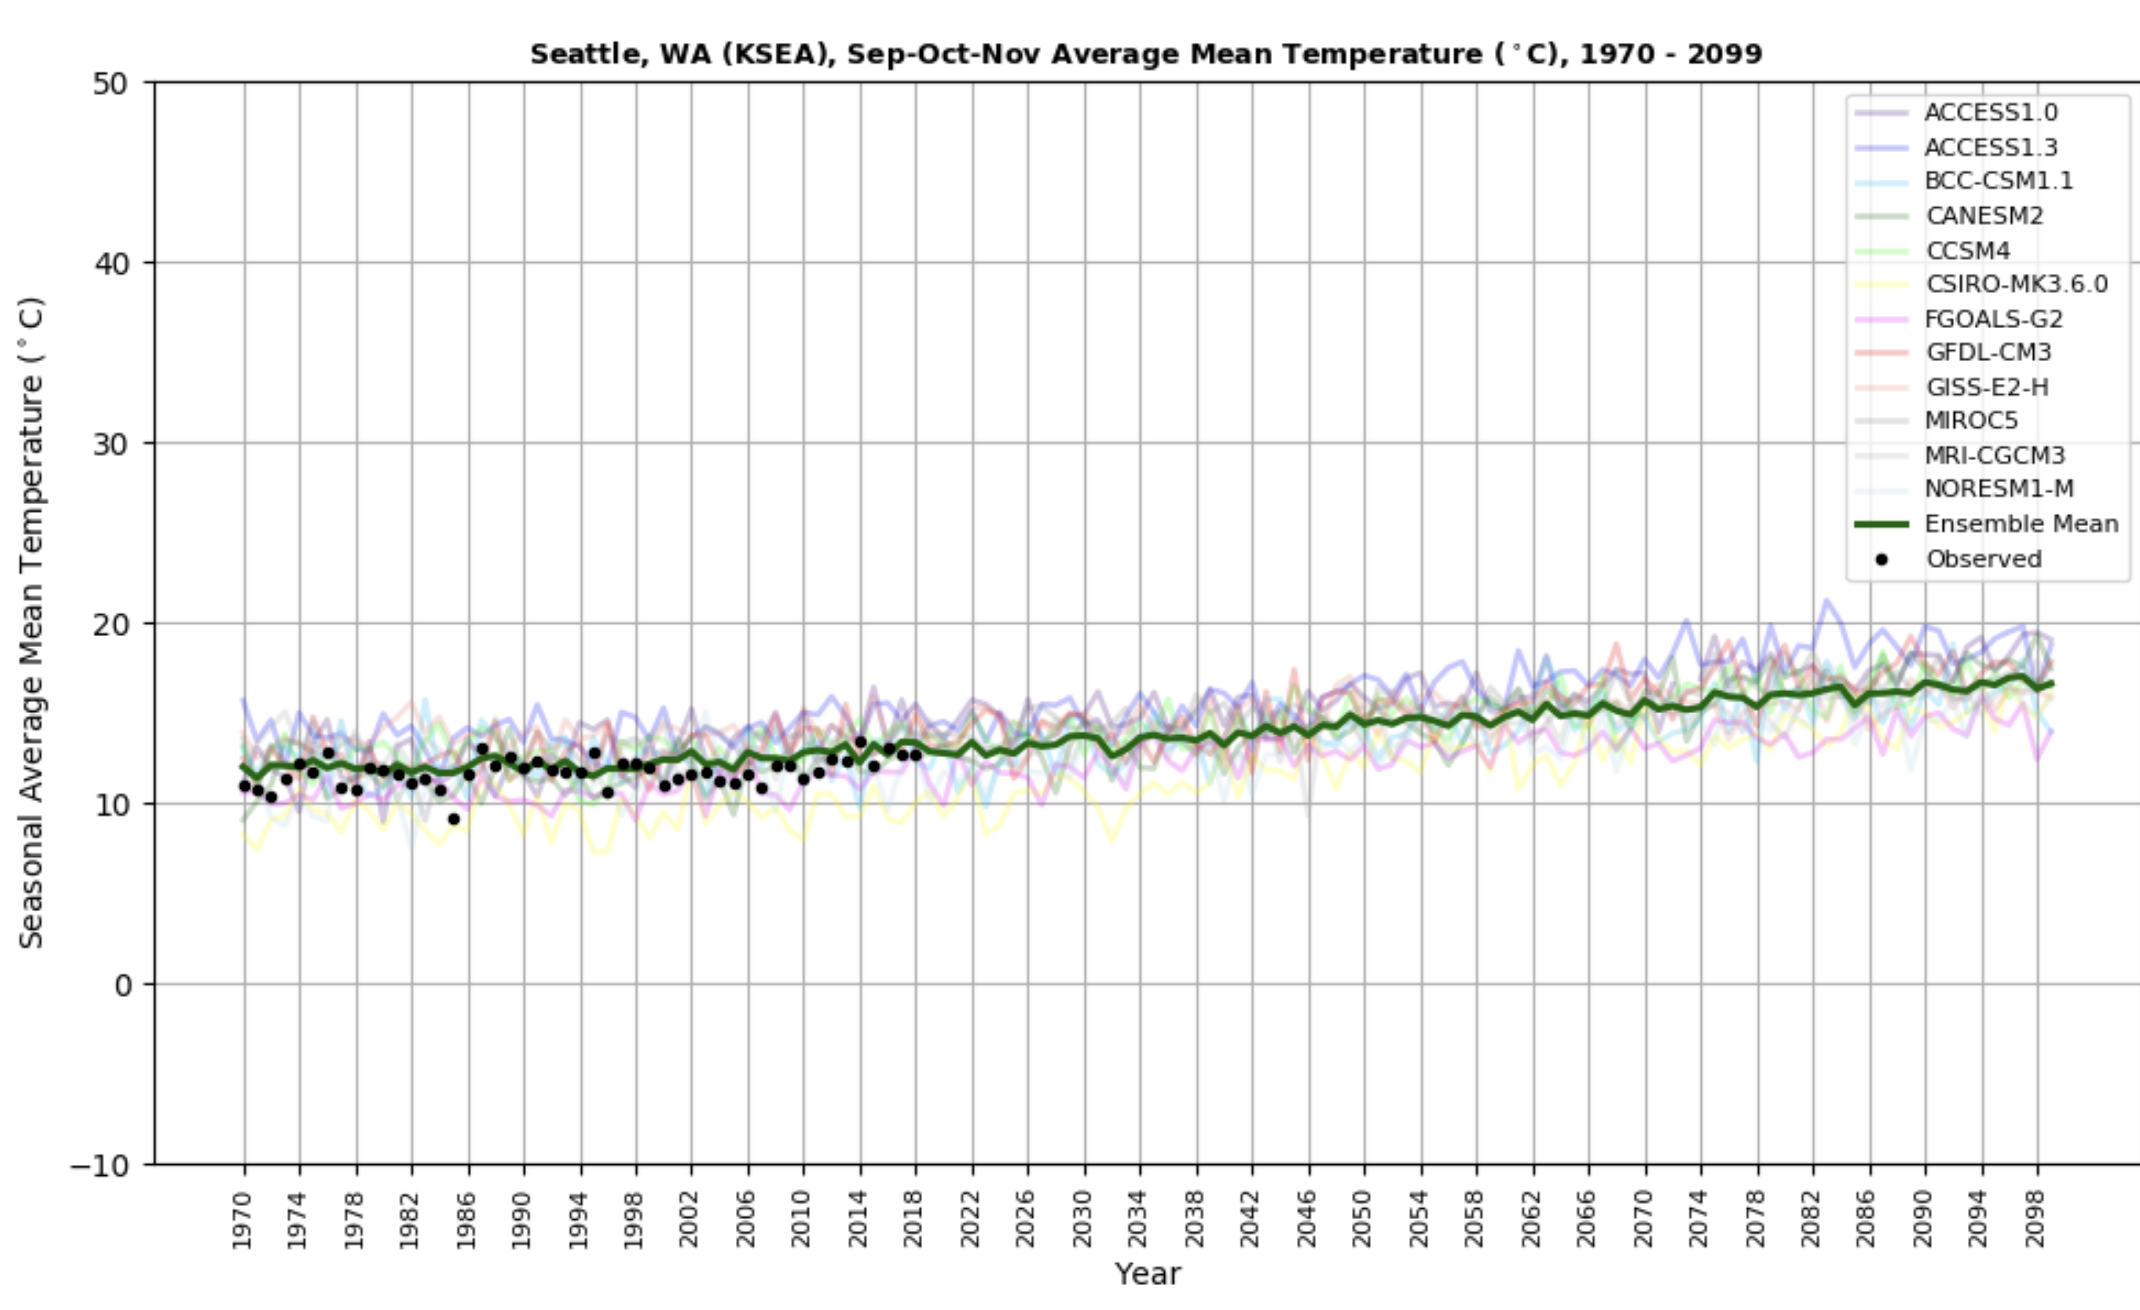 Seattle, WA (KSEA), Sep-Oct-Nov Average Mean Temperature (°C), 1970 - 2099
Seasonal Average Mean Temperature (°C)
50
40
30
20
10
0
−10
ACCESS1.0
ACCESS1.3
BCC-CSM1.1
CANESM2
CCSM4
CSIRO-MK3.6.0
FGOALS-G2
GFDL-CM3
GISS-E2-H
MIROC5
MRI-CGCM3
NORESM1-M
Ensemble Mean
Observed
1970
1974
1978
1982
1986
1990
1994
1998
2002
2006
2010
2014
2018
2022
2026
2030
2034
2038
2042
2046
2050
2054
2058
2062
2066
2070
2074
2078
2082
2086
2090
2094
2098
Year